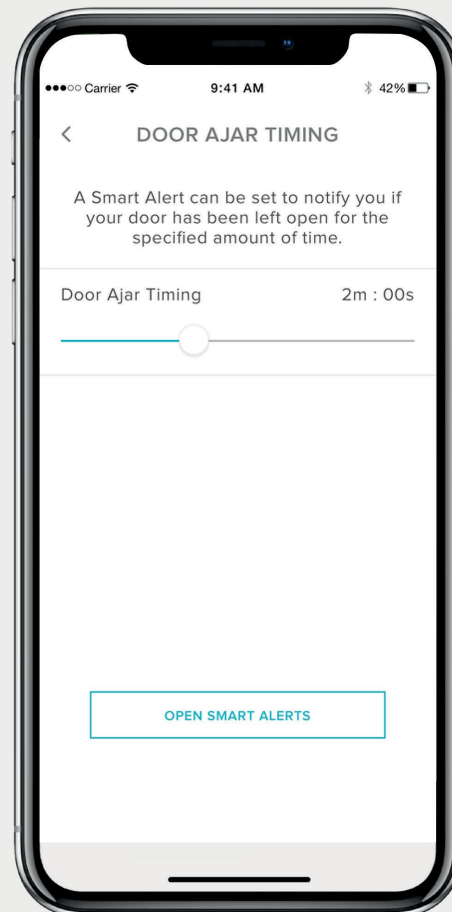 Carrier 9:41 AM 42%
DOOR AJAR TIMING
A Smart Alert can be set to notify you if
your door has been left open for the
specified amount of time.
Door Ajar Timing 2m : 00s
OPEN SMART ALERTS